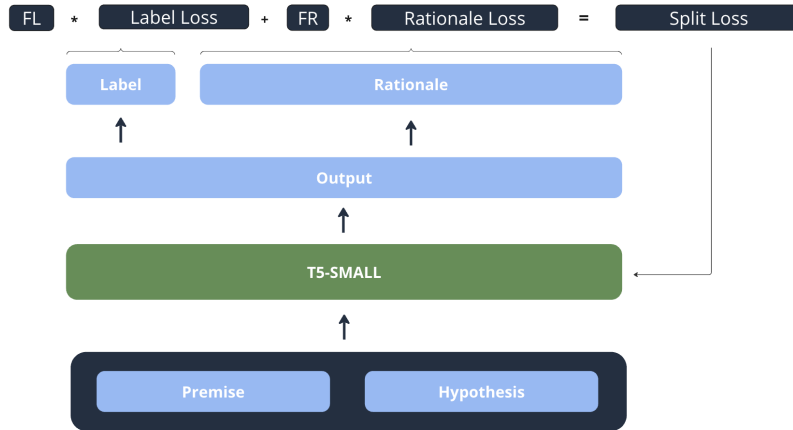 FL * Label Loss + FR * Rationale Loss = Split Loss
Label Rationale
Output
T5-SMALL
Premise Hypothesis